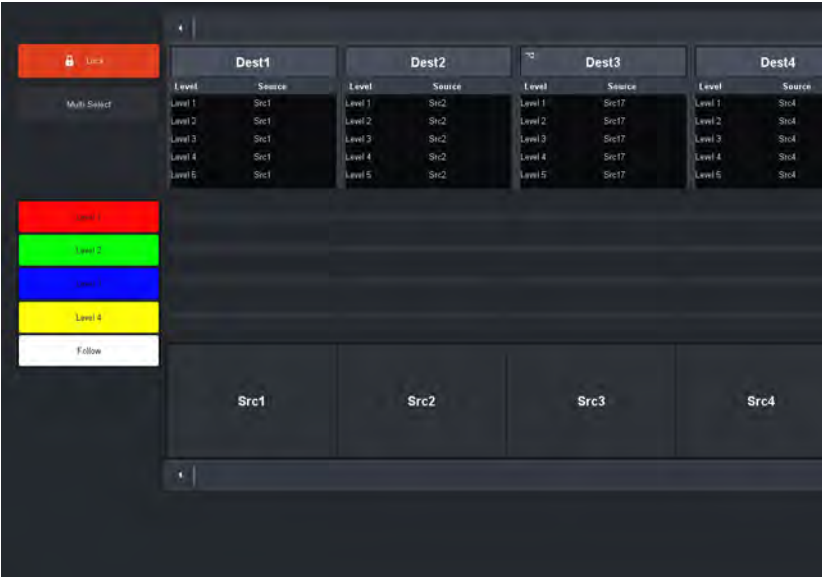 Lock
Multi Select
Dest1 Dest2 Dest3 Dest4
Level Source Level Source Level Source Level Source
Level 1 Src1 Level 1 Src2 Level 1 Src17 Level 1 Src4
Level 2 Src1 Level 2 Src2 Level 2 Src17 Level 2 Src4
Level 3 Src1 Level 3 Src2 Level 3 Src17 Level 3 Src4
Level 4 Src1 Level 4 Src2 Level 4 Src17 Level 4 Src4
Src1 Level 5 Src2 Level 5 Src17 Src4
Level 1
Level 2
Level 4
Follow
Src1 Src2 Src3 Src4